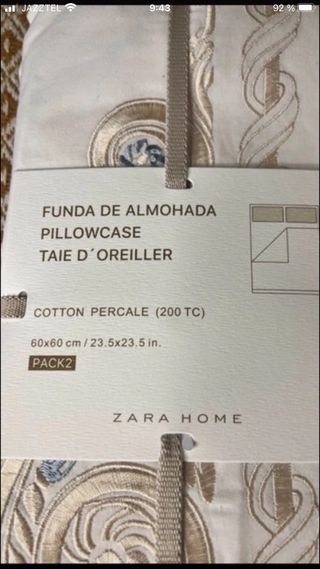 JAZZTEL
9:43
92 %
FUNDA DE ALMOHADA
PILLOWCASE
TAIE D´OREILLER
COTTON PERCALE (200 TC)
60x60 cm / 23.5x23.5 in.
PACK2
ZARA HOME